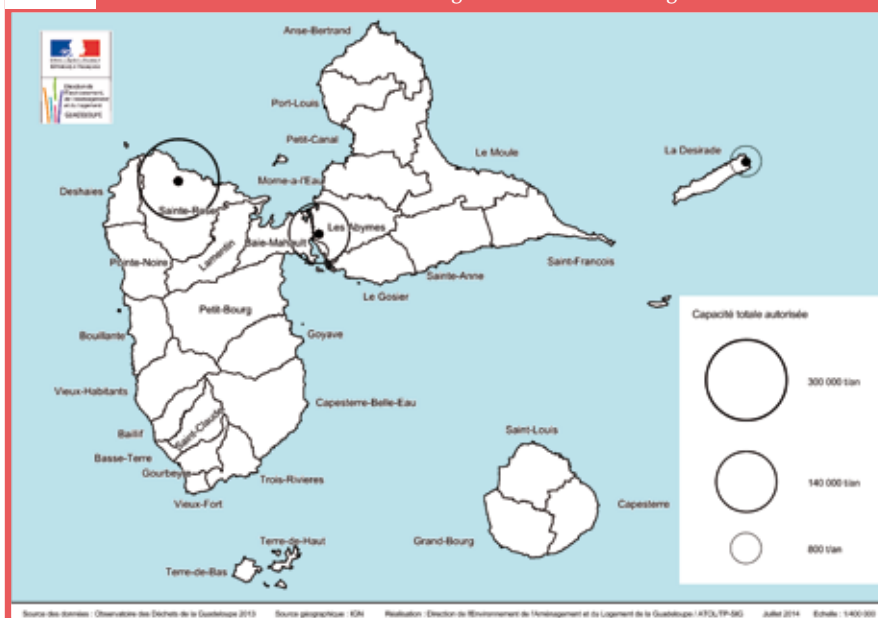 Anse-Bertrand
Port-Louis
Petit-Canal
Le Moule
La Desirade
Morne-a-l'Eau
Deshaies
Sainte-Rose
Les Abymes
Baie-Mahault
Lamentin
Saint-Francois
Pointe-Noire
Sainte-Anne
Le Gosier
Petit-Bourg
Bouillante
Goyave
Vieux-Habitants
Capesterre-Belle-Eau
Saint-Claude
Baillif
Basse-Terre
Gourbeyre
Trois-Rivieres
Vieux-Fort
Saint-Louis
Capesterre
Grand-Bourg
Terre-de-Haut
Terre-de-Bas
Capacité totale autorisée
300 000 t/an
140 000 t/an
800 t/an
GUADELOUPE
Source des données : Observatoire des Déchets de la Guadeloupe 2013 Source géographique : IGN Réalisation : Direction de l'Environnement de l'Aménagement et du Logement de la Guadeloupe / ATOL/TP-SIG Juillet 2014 Echelle : 1/400 000